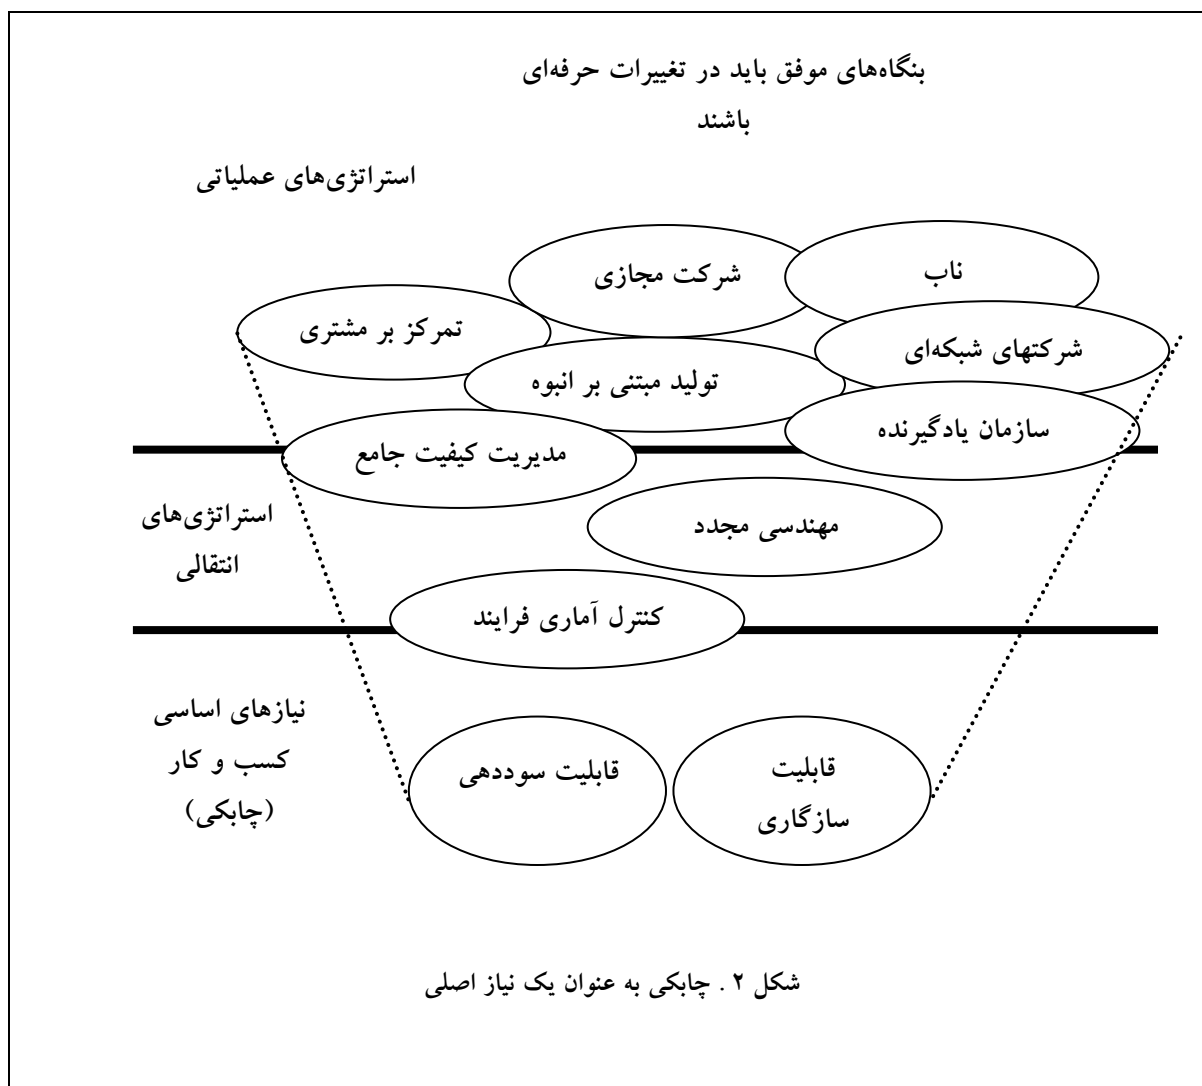 بنگاه‌های موفق باید در تغییرات حرفه‌ای
باشند
استراتژی‌های عملیاتی
ناب
شرکت مجازی
تمرکز بر مشتری
شرکتهای شبکه‌ای
تولید مبتنی بر انبوه
سازمان یادگیرنده
مدیریت کیفیت جامع
استراتژی‌های
انتقالی
مهندسی مجدد
کنترل آماری فرایند
نیازهای اساسی
کسب و کار
(چابکی)
قابلیت
سازگاری
قابلیت سوددهی
شکل ۲ . چابکی به عنوان یک نیاز اصلی